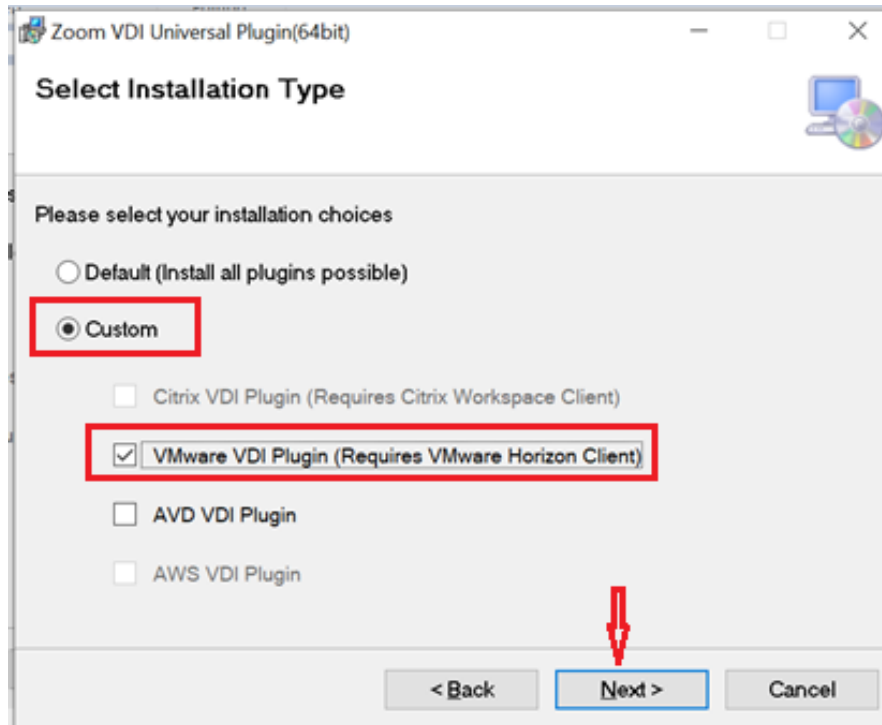 Zoom VDI Universal Plugin(64bit)
Select Installation Type
Please select your installation choices
Default (Install all plugins possible)
Custom
Citrix VDI Plugin (Requires Citrix Workspace Client)
VMware VDI Plugin (Requires VMware Horizon Client)
AVD VDI Plugin
AWS VDI Plugin
< Back
Next >
Cancel